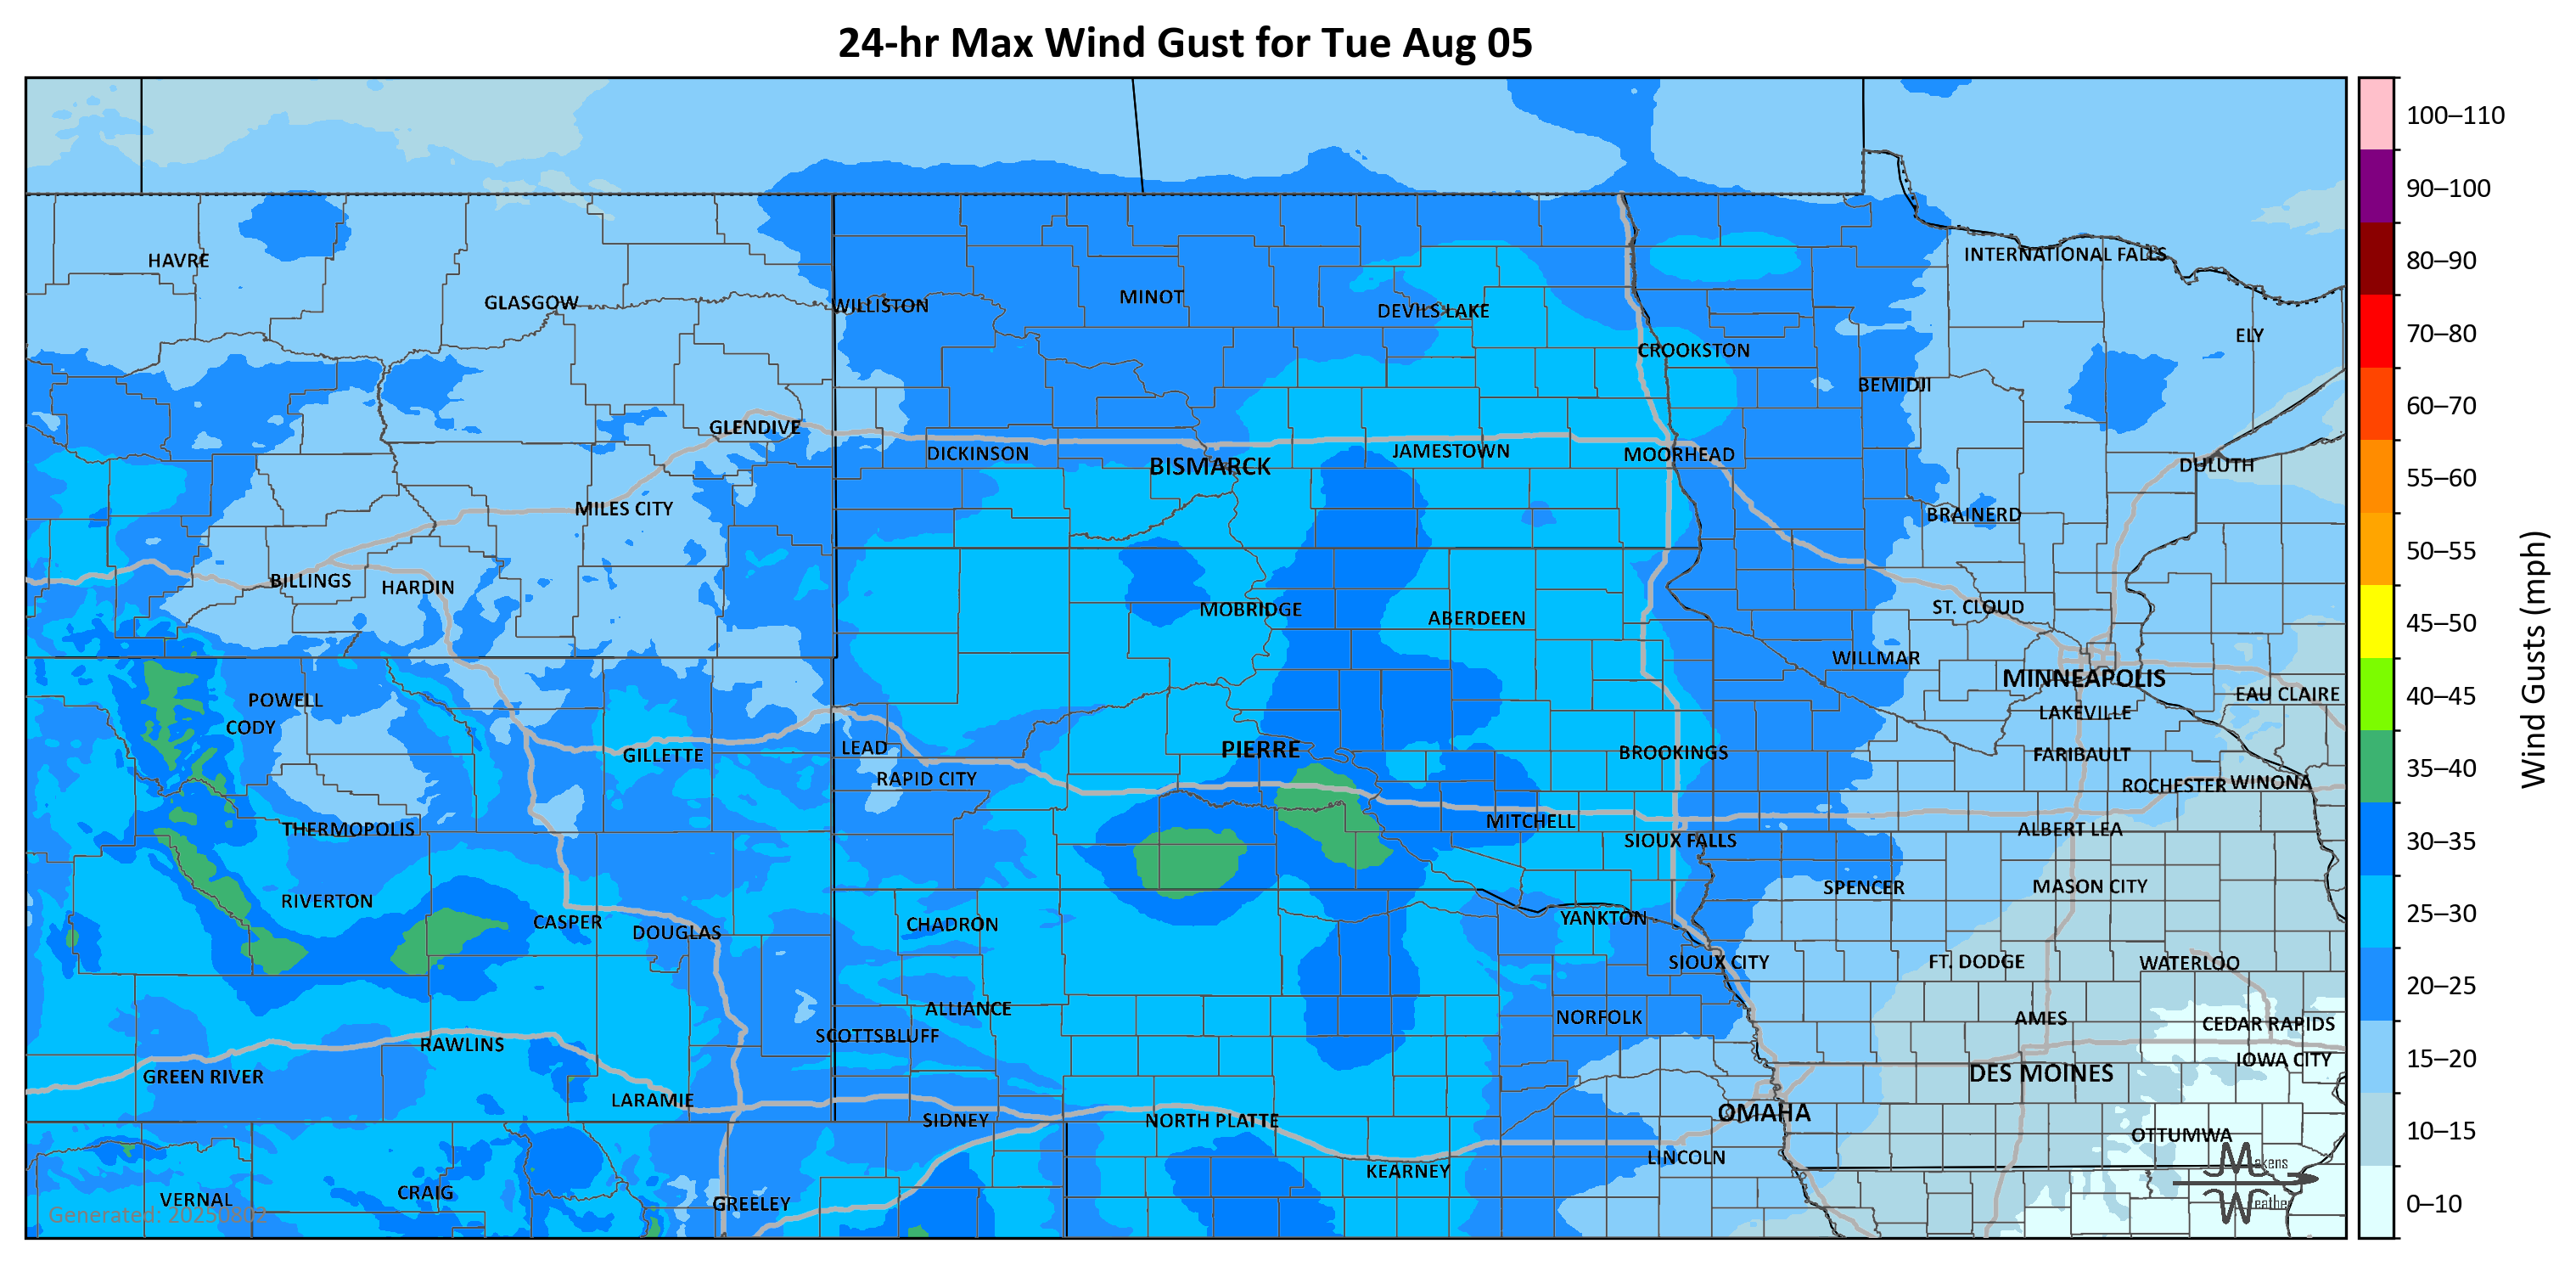 24-hr Max Wind Gust for Tue Aug 05
100–110
90–100
80–90
70–80
60–70
55–60
50–55
45–50
40–45
35–40
30–35
25–30
20–25
15–20
10–15
0–10
Wind Gusts (mph)
HAVRE
INTERNATIONAL FALLS
GLASGOW
WILLISTON
MINOT
DEVILS LAKE
ELY
CROOKSTON
BEMIDJI
GLENDIVE
DICKINSON
BISMARCK
JAMESTOWN
MOORHEAD
DULUTH
MILES CITY
BRAINERD
BILLINGS
HARDIN
MOBRIDGE
ABERDEEN
ST. CLOUD
WILLMAR
MINNEAPOLIS
POWELL
EAU CLAIRE
CODY
LAKEVILLE
GILLETTE
LEAD
PIERRE
BROOKINGS
FARIBAULT
RAPID CITY
ROCHESTER
WINONA
THERMOPOLIS
MITCHELL
SIOUX FALLS
ALBERT LEA
RIVERTON
SPENCER
MASON CITY
CASPER
DOUGLAS
CHADRON
YANKTON
SIOUX CITY
FT. DODGE
WATERLOO
ALLIANCE
NORFOLK
AMES
CEDAR RAPIDS
SCOTTSBLUFF
RAWLINS
IOWA CITY
GREEN RIVER
DES MOINES
LARAMIE
SIDNEY
NORTH PLATTE
OMAHA
OTTUMWA
KEARNEY
LINCOLN
VERNAL
CRAIG
GREELEY
Generated: 20250802
Makens
Weather